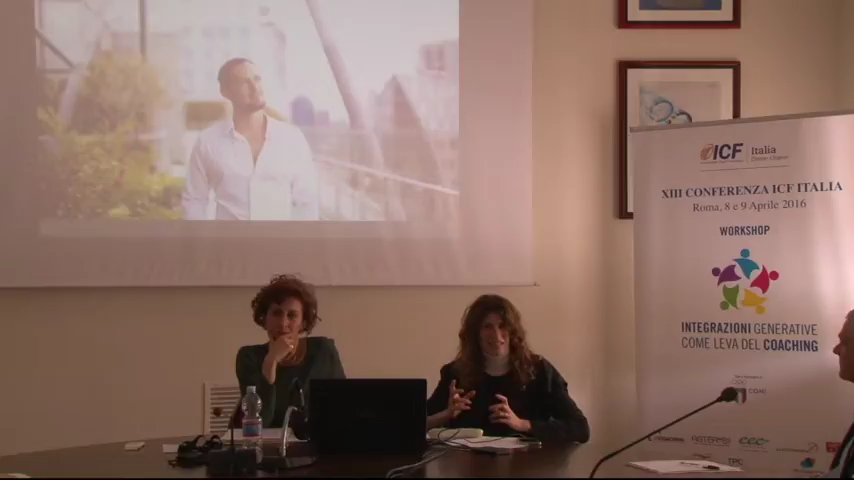 ICF Italia
XIII CONFERENZA ICF ITALIA
Roma, 8 e 9 Aprile 2016
WORKSHOP
INTEGRAZIONI GENERATIVE
COME LEVA DEL COACHING